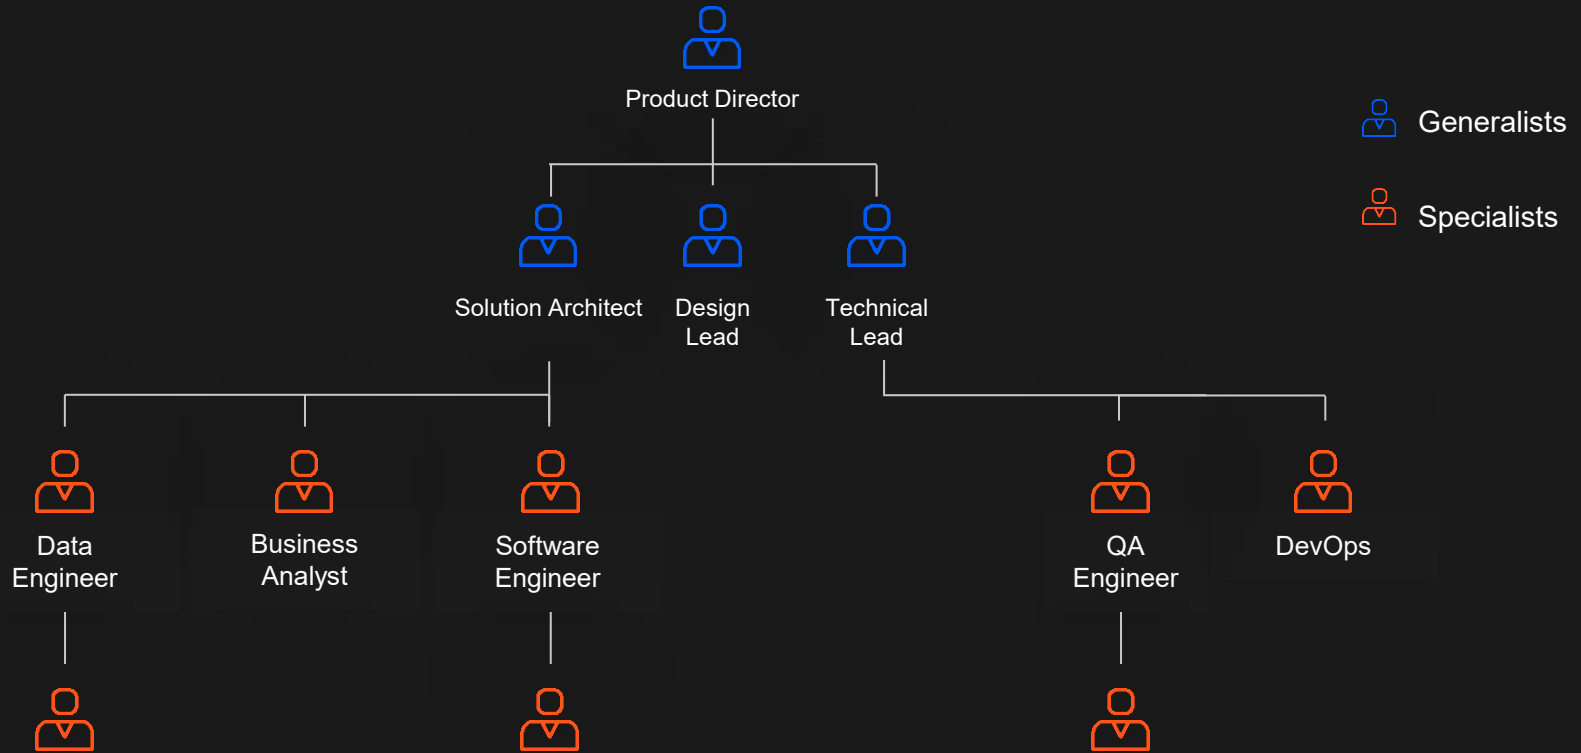 Product Director
Generalists
Specialists
Solution Architect
Design
Lead
Technical
Lead
Data
Engineer
Business
Analyst
Software
Engineer
QA
Engineer
DevOps